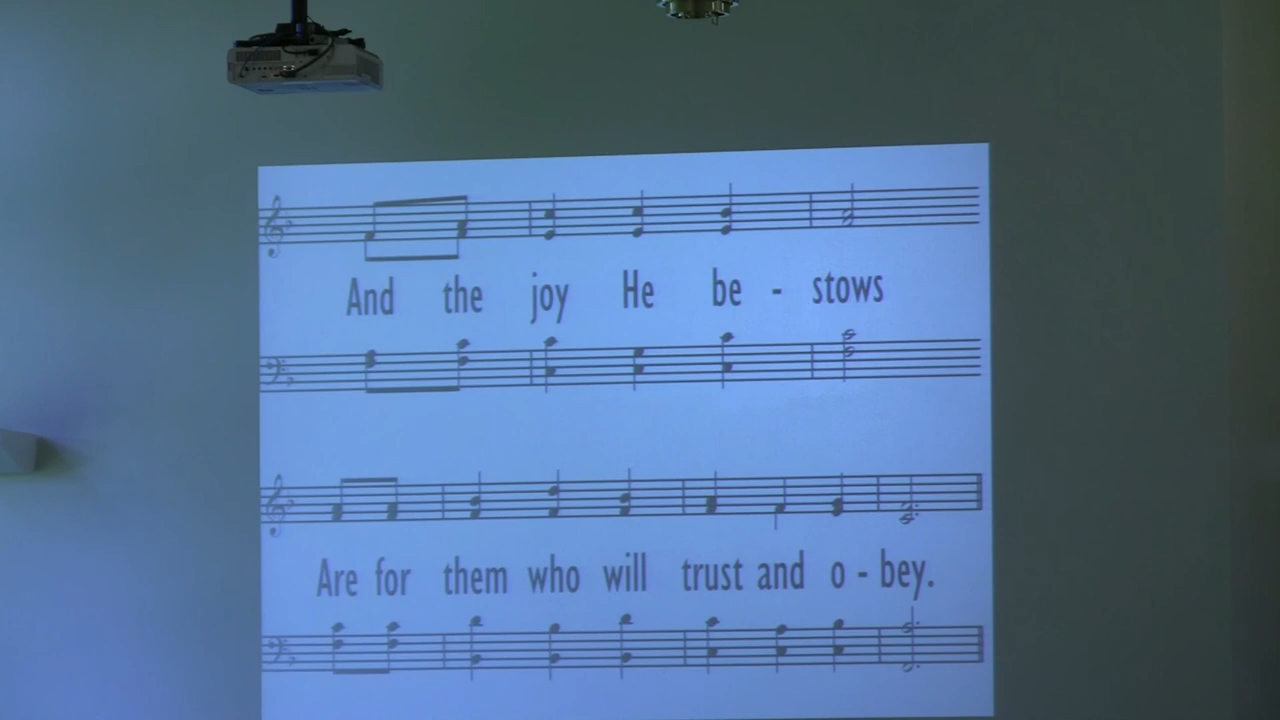 And the joy He be - stows
Are for them who will trust and o - bey.